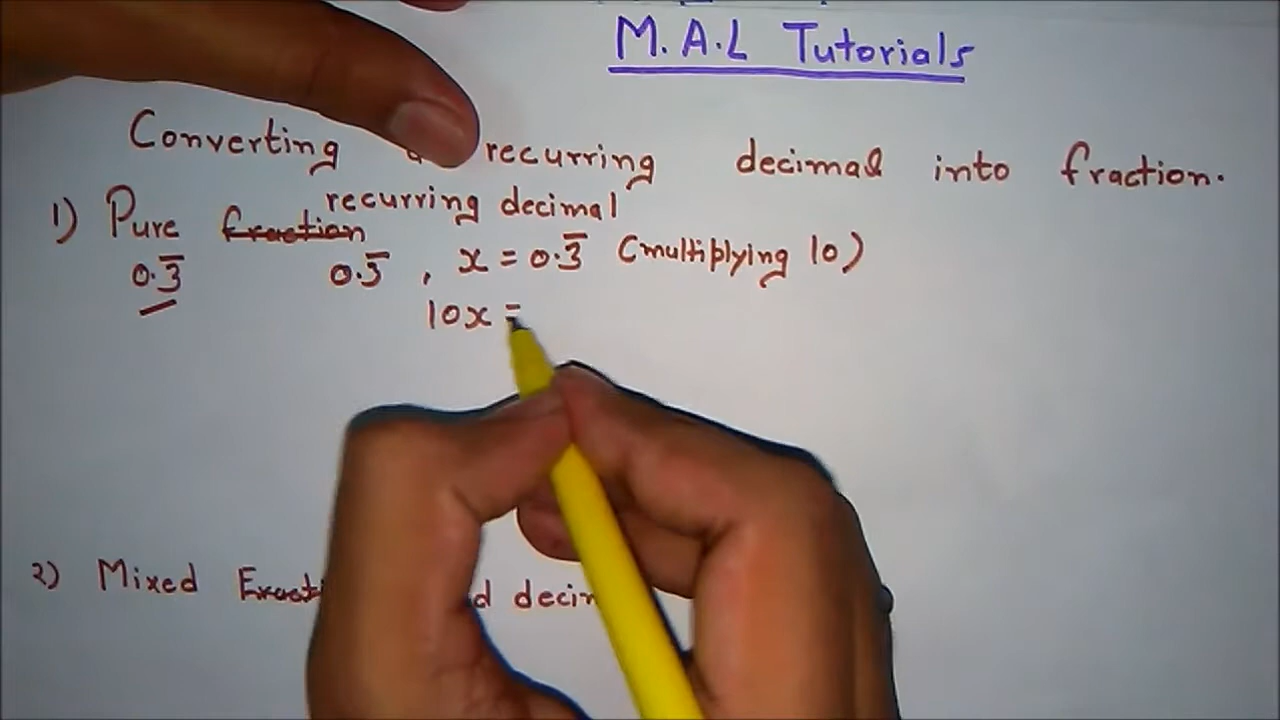 M.A.L Tutorials
Converting recurring decimal into fraction.
recurring decimal
1) Pure fraction
0.3̅ 0.3̅ , x = 0.3̅ (multiplying 10)
10x =
2) Mixed